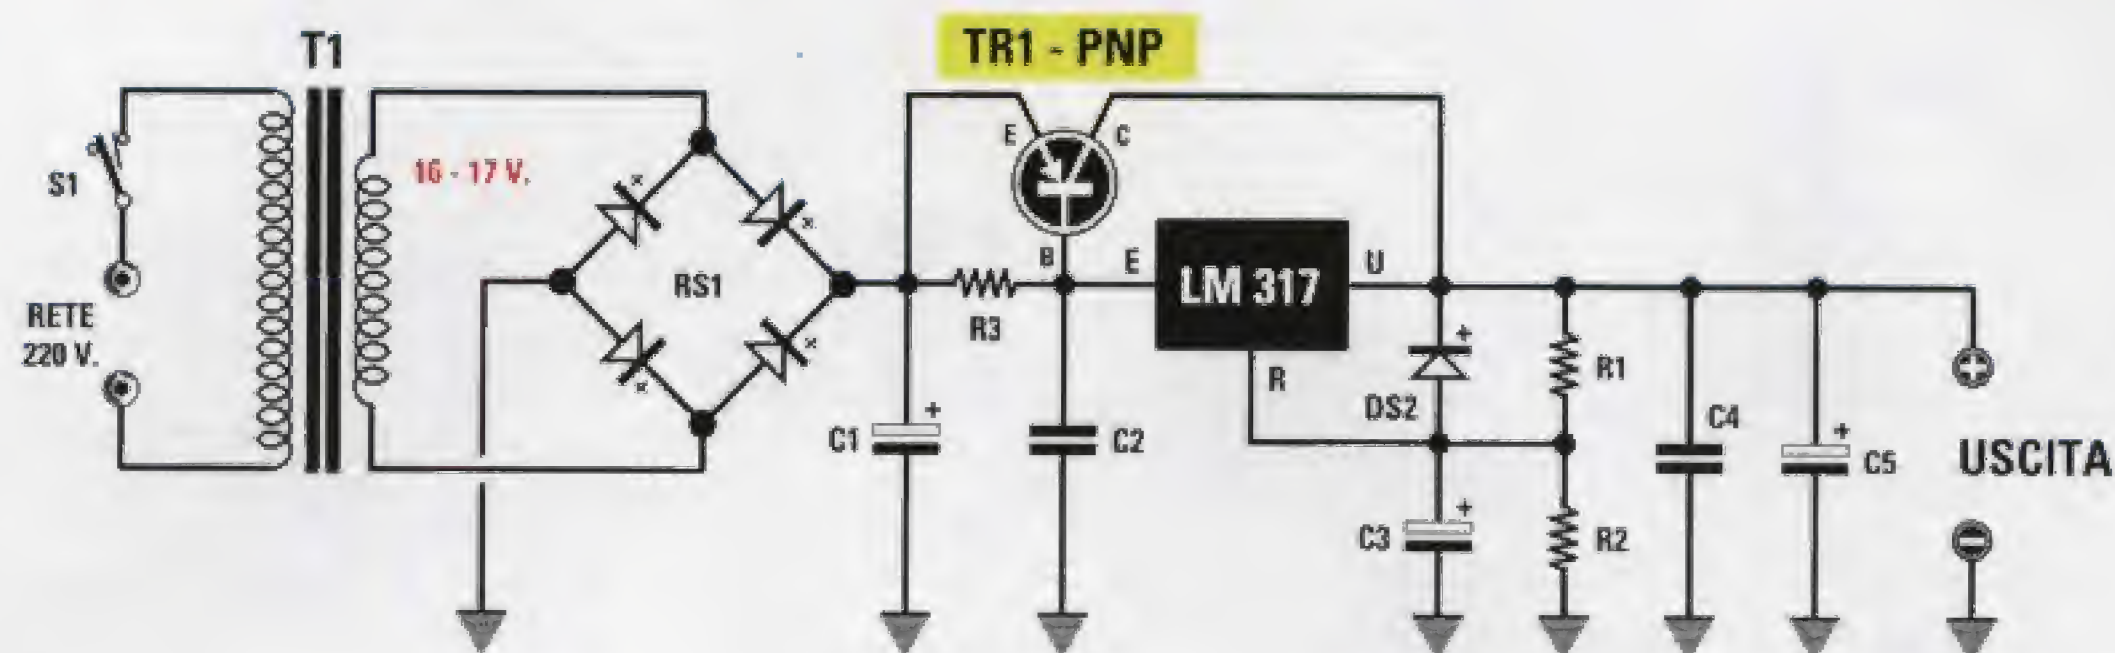 TR1 - PNP
T1
S1
16 - 17 V.
RETE
220 V.
RS1
E
C
B
R3
E
LM 317
U
R
C1
+
C2
DS2
+
C3
+
R1
R2
C4
C5
+
+
USCITA
−